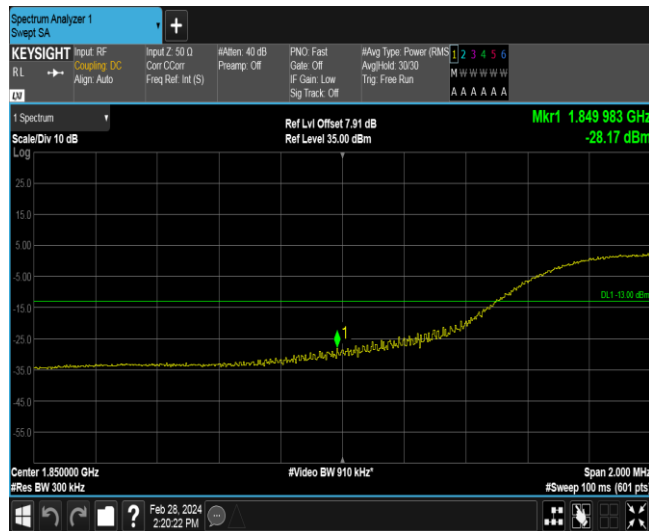 Spectrum Analyzer 1
Swept SA
+
KEYSIGHT
RL
LXI
Input: RF
Coupling: DC
Align: Auto
Input Z: 50 Ω
Corr CCorr
Freq Ref: Int (S)
#Atten: 40 dB
Preamp: Off
PNO: Fast
Gate: Off
IF Gain: Low
Sig Track: Off
#Avg Type: Power (RMS
Avg|Hold: 30/30
Trig: Free Run
1 2 3 4 5 6
M W W W W W
A A A A A A
1 Spectrum
Scale/Div 10 dB
Log
Ref Lvl Offset 7.91 dB
Ref Level 35.00 dBm
Mkr1 1.849 983 GHz
-28.17 dBm
25.0
15.0
5.00
-5.00
DL1 -13.00 dBm
-15.0
1
-25.0
-35.0
-45.0
-55.0
Center 1.850000 GHz
#Video BW 910 kHz*
Span 2.000 MHz
#Res BW 300 kHz
#Sweep 100 ms (601 pts)
?
Feb 28, 2024
2:20:22 PM